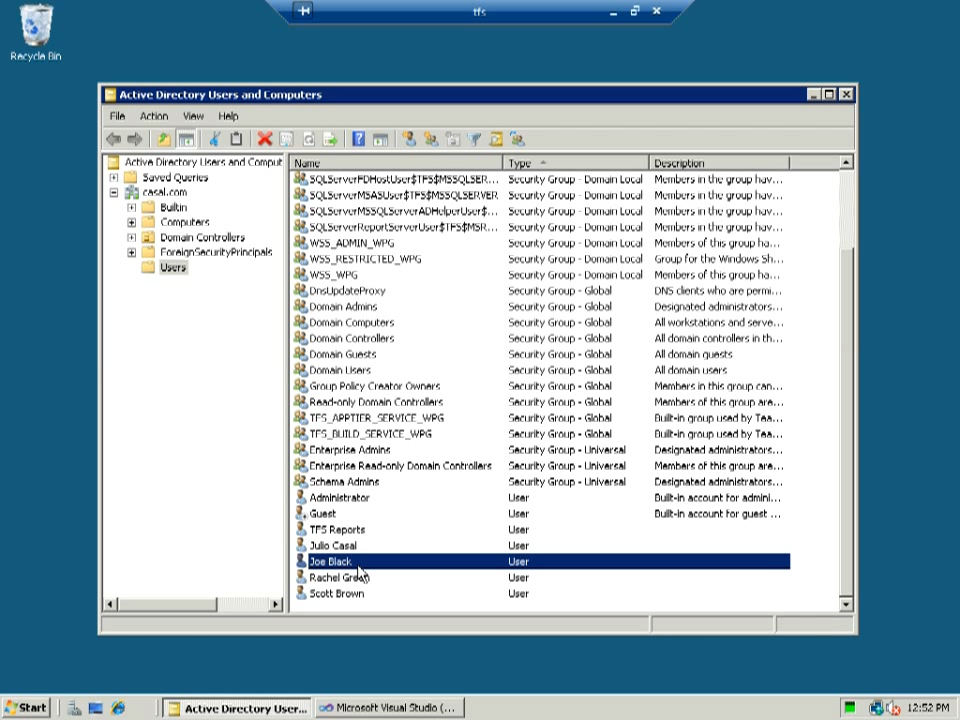 tfs
Recycle Bin
Active Directory Users and Computers
File Action View Help
Active Directory Users and Comput
Saved Queries
casal.com
Builtin
Computers
Domain Controllers
ForeignSecurityPrincipals
Users
Name Type Description
SQLServerFDHostUser$TFS$MSSQLSER... Security Group - Domain Local Members in the group hav...
SQLServerMSASUser$TFS$MSSQLSERVER Security Group - Domain Local Members in the group hav...
SQLServerMSSQLServerADHelperUser$... Security Group - Domain Local Members in the group hav...
SQLServerReportServerUser$TFS$MSR... Security Group - Domain Local Members in the group hav...
WSS_ADMIN_WPG Security Group - Domain Local Members of this group ha...
WSS_RESTRICTED_WPG Security Group - Domain Local Group for the Windows Sh...
WSS_WPG Security Group - Domain Local Members of this group ha...
DnsUpdateProxy Security Group - Global DNS clients who are permi...
Domain Admins Security Group - Global Designated administrators...
Domain Computers Security Group - Global All workstations and serve...
Domain Controllers Security Group - Global All domain controllers in th...
Domain Guests Security Group - Global All domain guests
Domain Users Security Group - Global All domain users
Group Policy Creator Owners Security Group - Global Members in this group can...
Read-only Domain Controllers Security Group - Global Members of this group are...
TFS_APPTIER_SERVICE_WPG Security Group - Global Built-in group used by Tea...
TFS_BUILD_SERVICE_WPG Security Group - Global Built-in group used by Tea...
Enterprise Admins Security Group - Universal Designated administrators...
Enterprise Read-only Domain Controllers Security Group - Universal Members of this group are...
Schema Admins Security Group - Universal Designated administrators...
Administrator User Built-in account for admini...
Guest User Built-in account for guest ...
TFS Reports User
Julio Casal User
Joe Black User
Rachel Green User
Scott Brown User
Start Active Directory User... Microsoft Visual Studio (... 12:52 PM